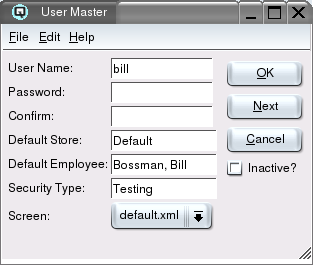 User Master
File Edit Help
User Name: bill OK
Password:
Confirm: Next
Default Store: Default Cancel
Default Employee: Bossman, Bill Inactive?
Security Type: Testing
Screen: default.xml